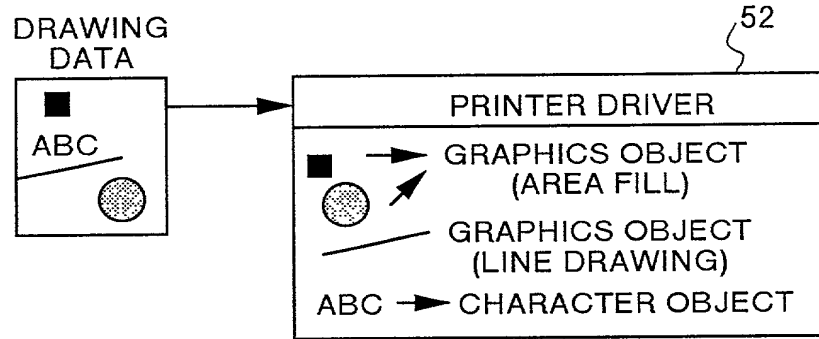 DRAWING
DATA
ABC
52
PRINTER DRIVER
GRAPHICS OBJECT
(AREA FILL)
GRAPHICS OBJECT
(LINE DRAWING)
ABC
CHARACTER OBJECT